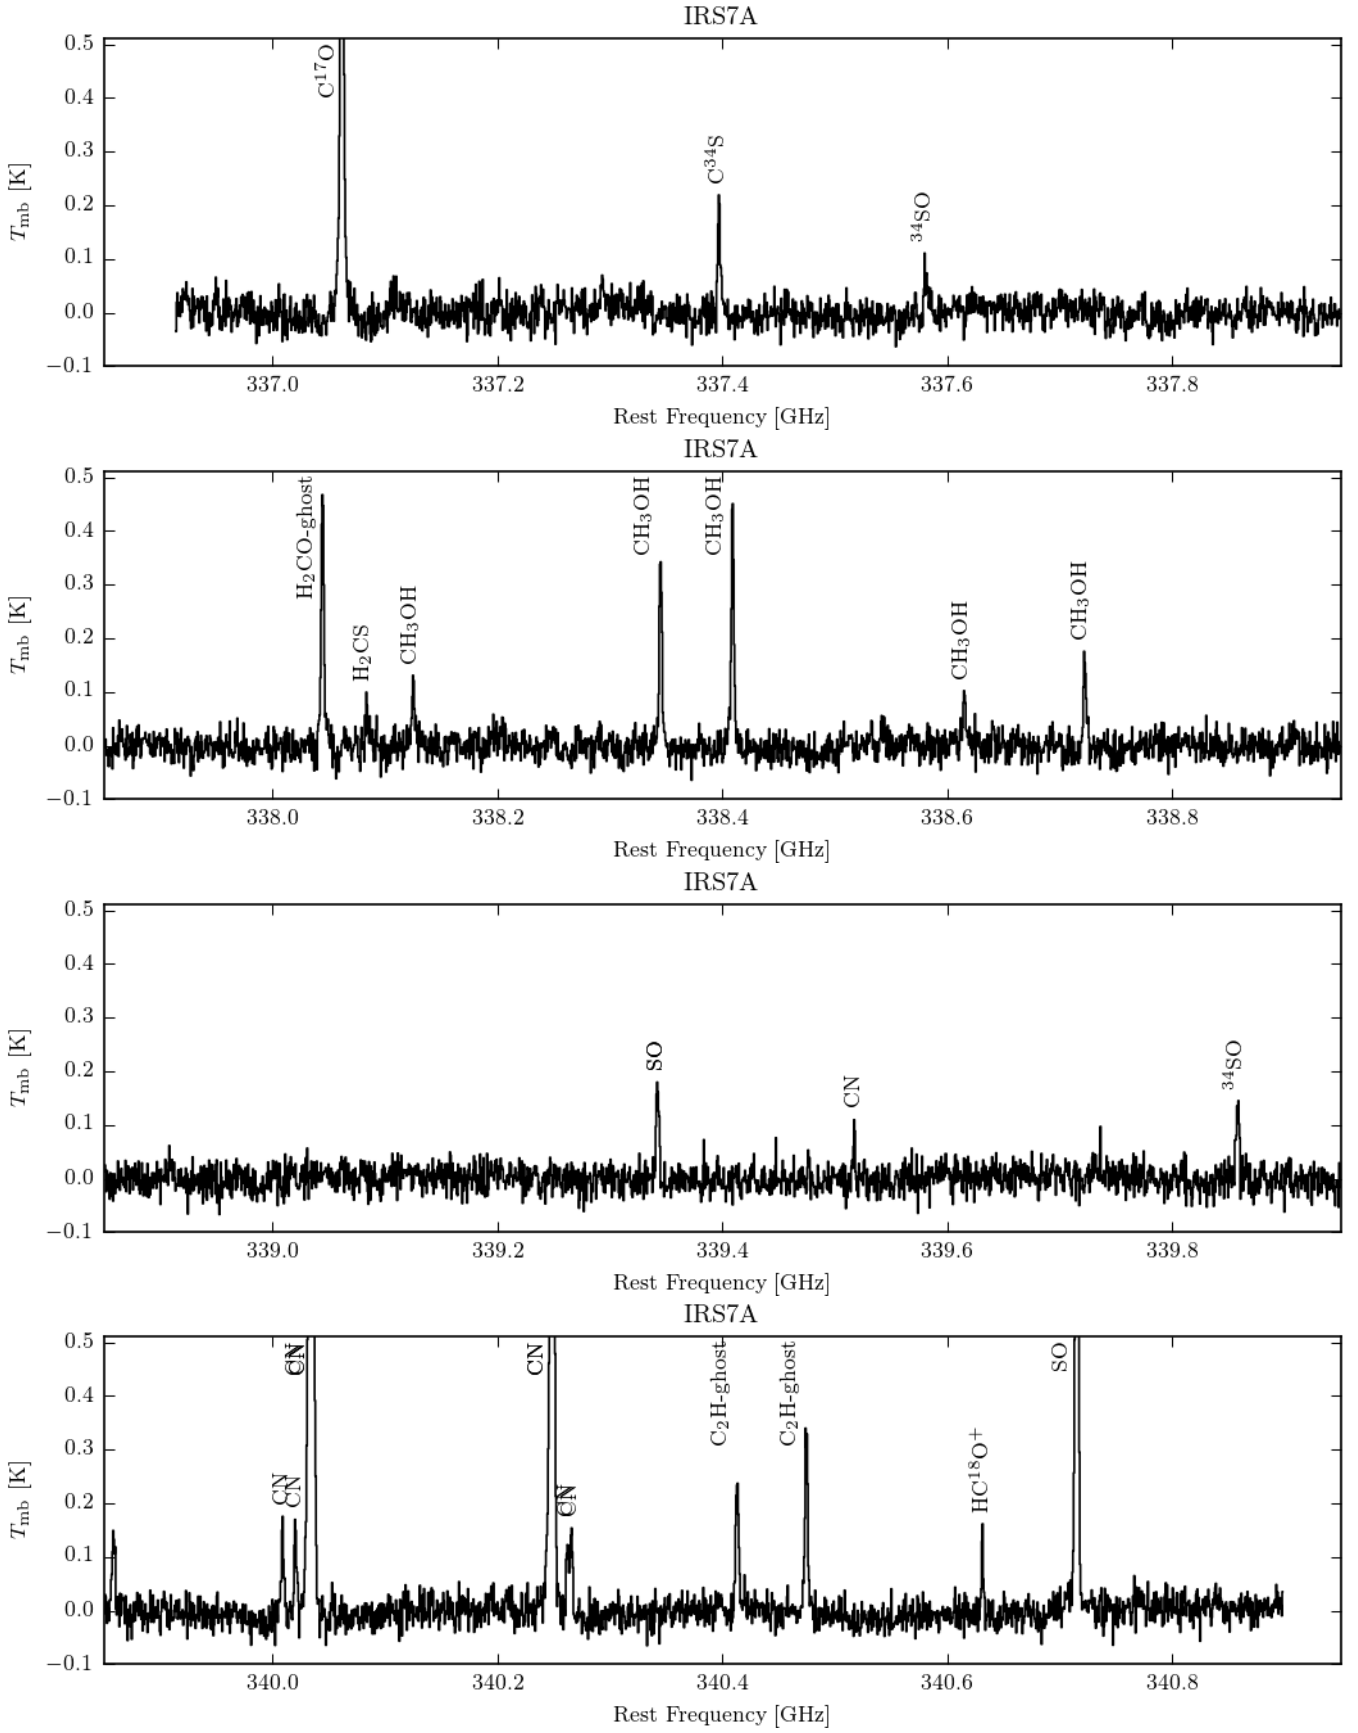 IRS7A
0.5
0.4
0.3
0.2
0.1
0.0
−0.1
T_mb [K]
C¹⁷O
C³⁴S
³⁴SO
337.0 337.2 337.4 337.6 337.8
Rest Frequency [GHz]
IRS7A
0.5
0.4
0.3
0.2
0.1
0.0
−0.1
T_mb [K]
H₂CO-ghost
H₂CS
CH₃OH
CH₃OH
CH₃OH
CH₃OH
CH₃OH
338.0 338.2 338.4 338.6 338.8
Rest Frequency [GHz]
IRS7A
0.5
0.4
0.3
0.2
0.1
0.0
−0.1
T_mb [K]
SO
CN
³⁴SO
339.0 339.2 339.4 339.6 339.8
Rest Frequency [GHz]
IRS7A
0.5
0.4
0.3
0.2
0.1
0.0
−0.1
T_mb [K]
CN
CN
CN
CN
CN
CN
CN
C₂H-ghost
C₂H-ghost
HC¹⁸O⁺
SO
340.0 340.2 340.4 340.6 340.8
Rest Frequency [GHz]